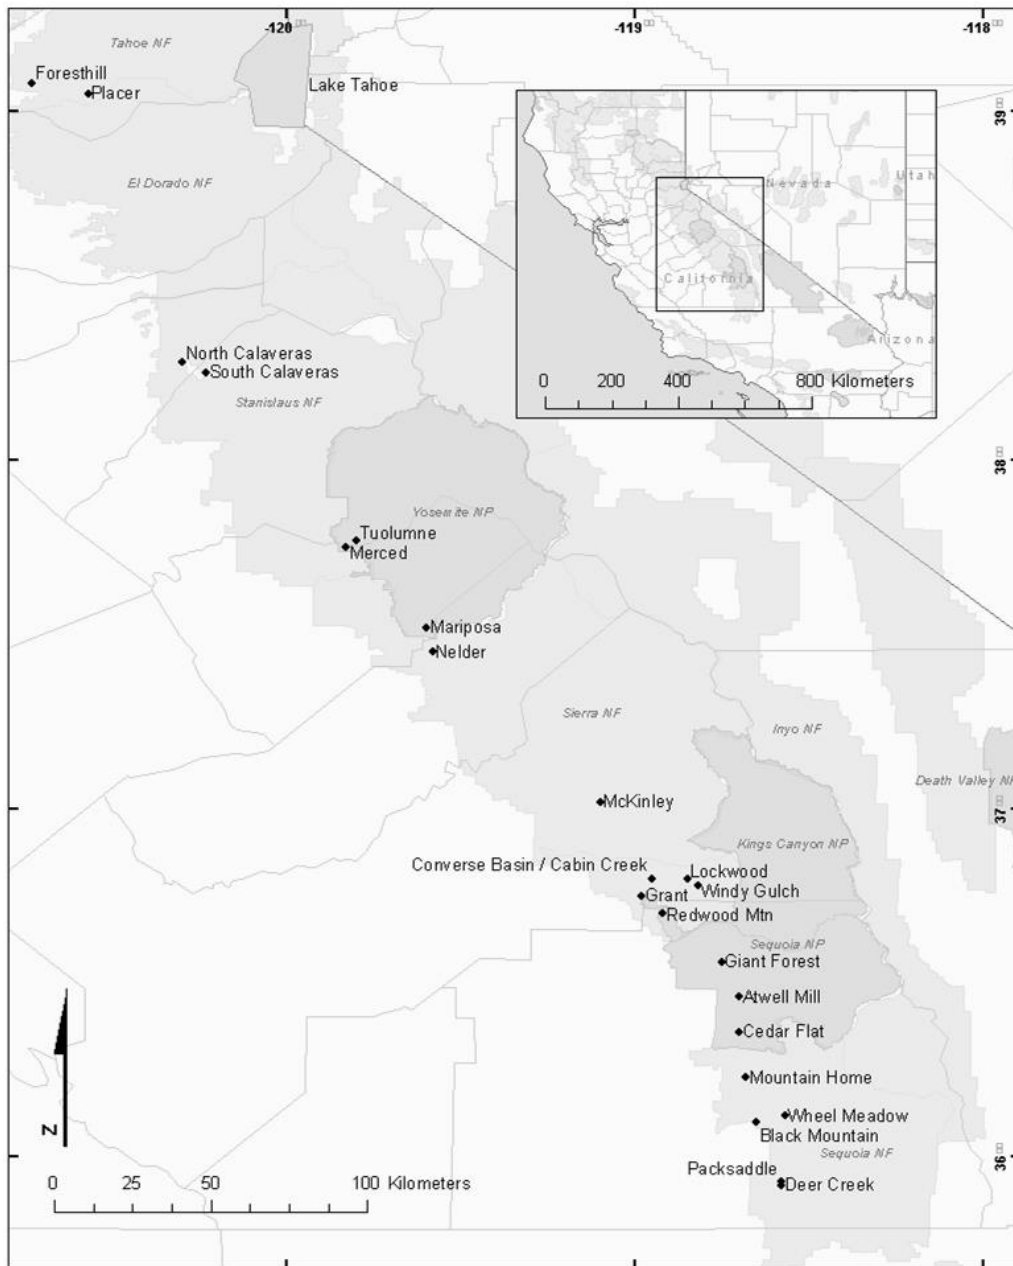 -120 00
-119 00
-118 00
Tahoe NF
Foresthill
Placer
Lake Tahoe
39
El Dorado NF
Nevada
Utah
California
Arizona
0 200 400 800 Kilometers
North Calaveras
South Calaveras
Stanislaus NF
38
Yosemite NP
Tuolumne
Merced
Mariposa
Nelder
Sierra NF
Inyo NF
Death Valley NP
McKinley
37
Kings Canyon NP
Converse Basin / Cabin Creek
Lockwood
Windy Gulch
Grant
Redwood Mtn
Sequoia NP
Giant Forest
Atwell Mill
Cedar Flat
Mountain Home
Wheel Meadow
Black Mountain
Sequoia NF
N
36
Packsaddle
Deer Creek
0 25 50 100 Kilometers